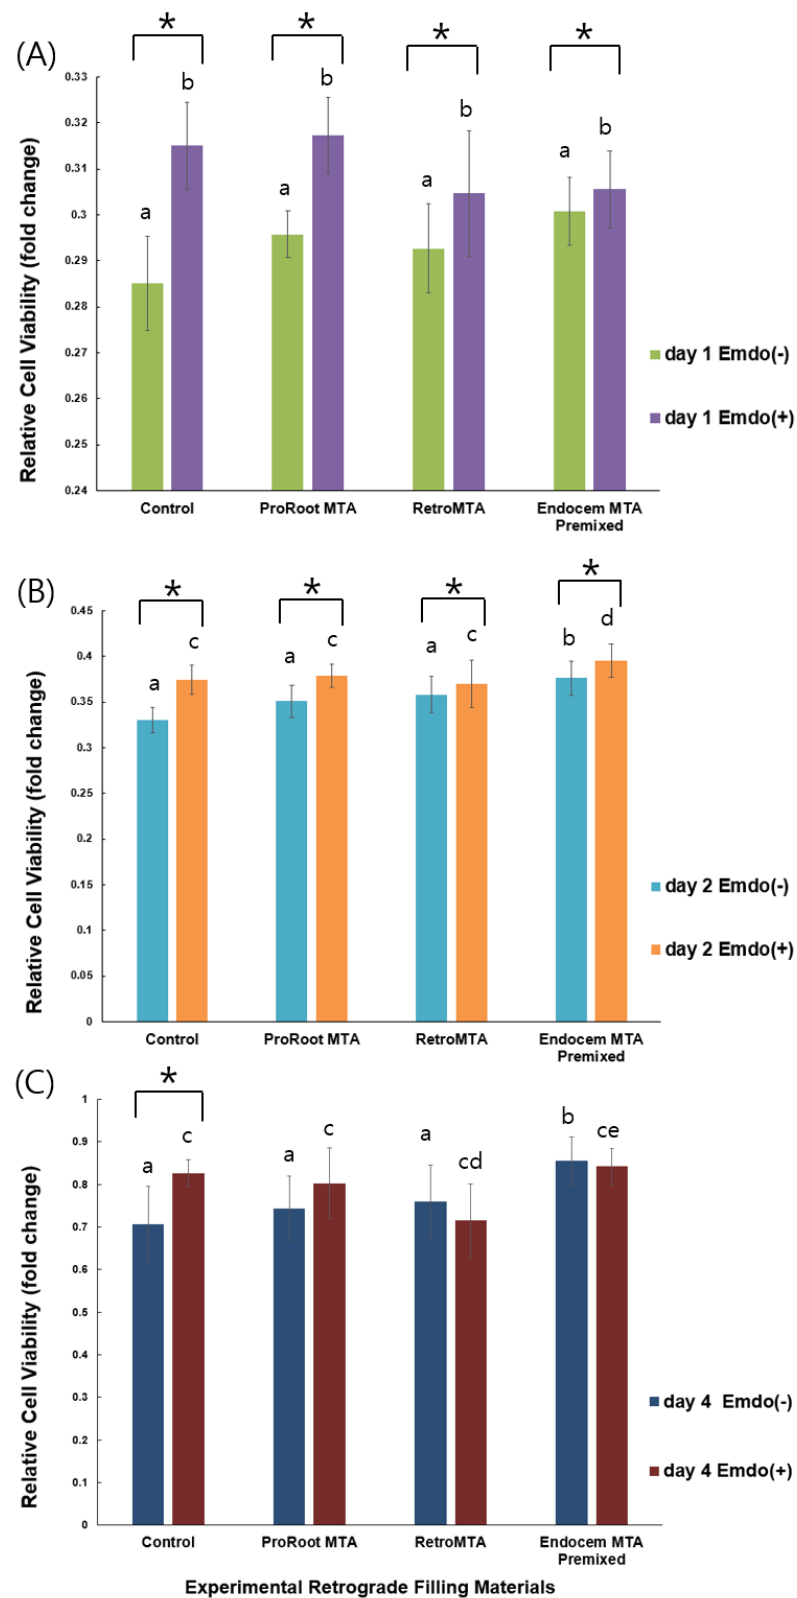 (A)
* * * *
Relative Cell Viability (fold change)
0.33
0.32
0.31
0.3
0.29
0.28
0.27
0.26
0.25
0.24
a b a b a b a b
day 1 Emdo(-)
day 1 Emdo(+)
Control ProRoot MTA RetroMTA Endocem MTA
Premixed
(B)
* * * *
Relative Cell Viability (fold change)
0.45
0.4
0.35
0.3
0.25
0.2
0.15
0.1
0.05
0
a c a c a c b d
day 2 Emdo(-)
day 2 Emdo(+)
Control ProRoot MTA RetroMTA Endocem MTA
Premixed
(C)
*
Relative Cell Viability (fold change)
1
0.9
0.8
0.7
0.6
0.5
0.4
0.3
0.2
0.1
0
a c a c a cd b ce
day 4 Emdo(-)
day 4 Emdo(+)
Control ProRoot MTA RetroMTA Endocem MTA
Premixed
Experimental Retrograde Filling Materials